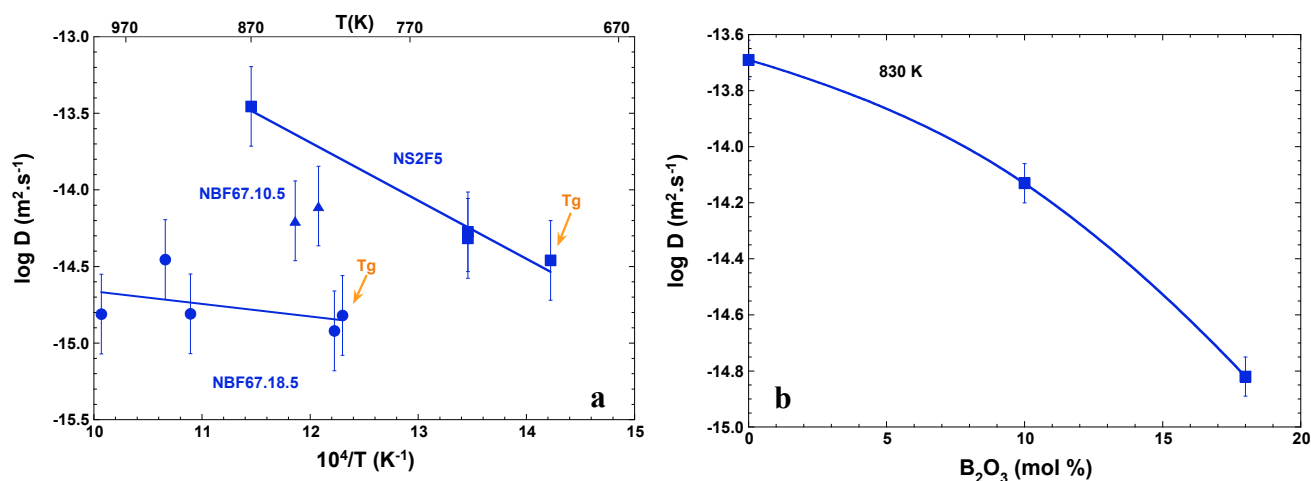 T(K)
970 870 770 670
-13.0
-13.5
-14.0
-14.5
-15.0
-15.5
log D (m².s⁻¹)
NS2F5
NBF67.10.5
Tg
Tg
NBF67.18.5
a
10 11 12 13 14 15
10⁴/T (K⁻¹)
-13.6
-13.8
-14.0
-14.2
-14.4
-14.6
-14.8
-15.0
log D (m².s⁻¹)
830 K
b
0 5 10 15 20
B₂O₃ (mol %)